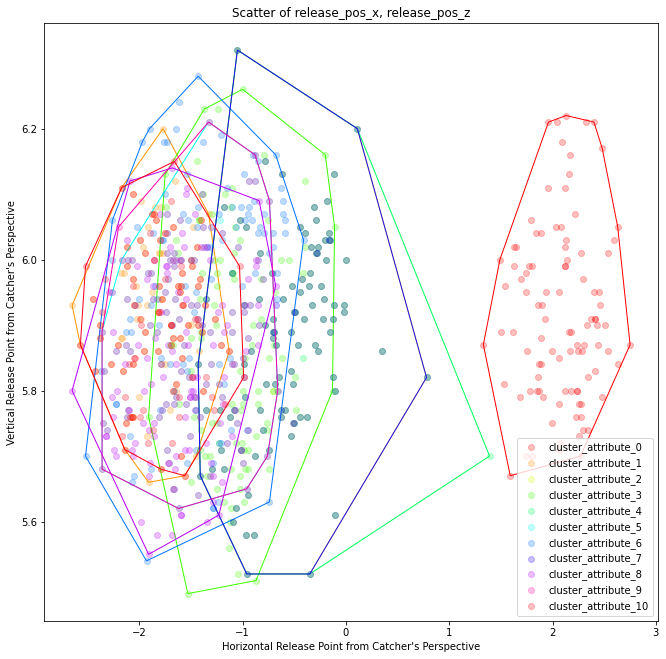 Scatter of release_pos_x, release_pos_z
Vertical Release Point from Catcher's Perspective
6.2
6.0
5.8
5.6
cluster_attribute_0
cluster_attribute_1
cluster_attribute_2
cluster_attribute_3
cluster_attribute_4
cluster_attribute_5
cluster_attribute_6
cluster_attribute_7
cluster_attribute_8
cluster_attribute_9
cluster_attribute_10
−2 −1 0 1 2 3
Horizontal Release Point from Catcher's Perspective